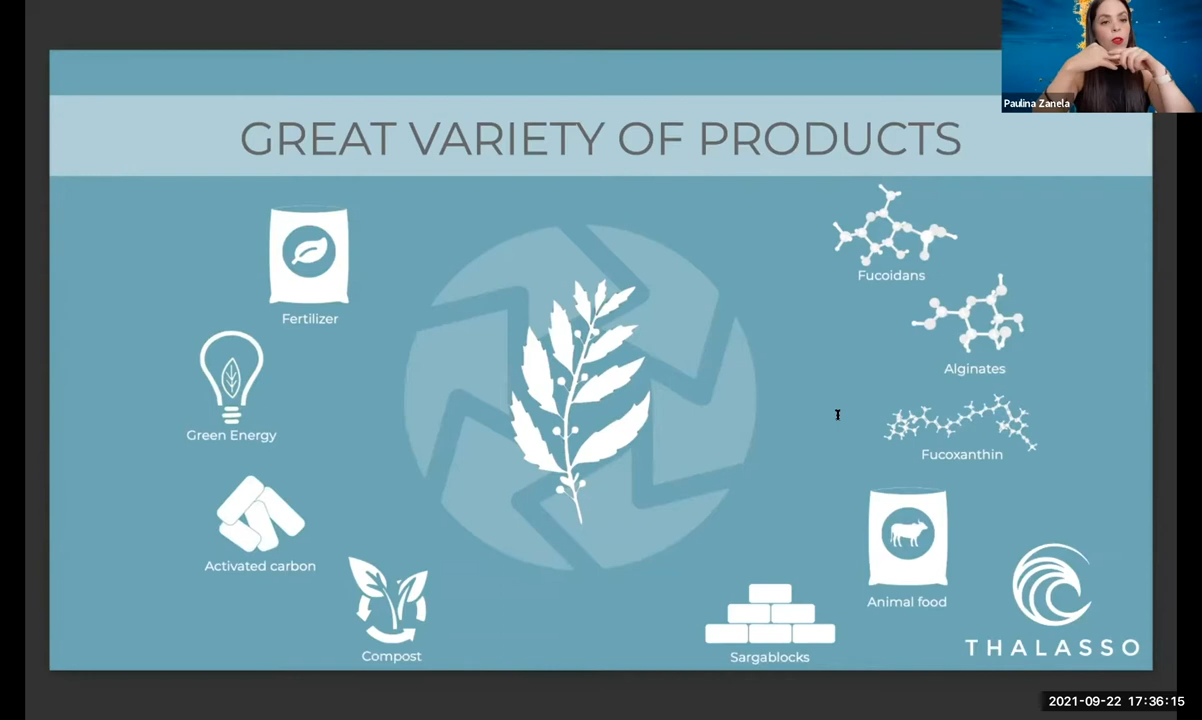 Paulina Zanela
GREAT VARIETY OF PRODUCTS
Fertilizer
Fucoidans
Green Energy
Alginates
Fucoxanthin
Activated carbon
Animal food
Compost
Sargablocks
THALASSO
2021-09-22 17:36:15